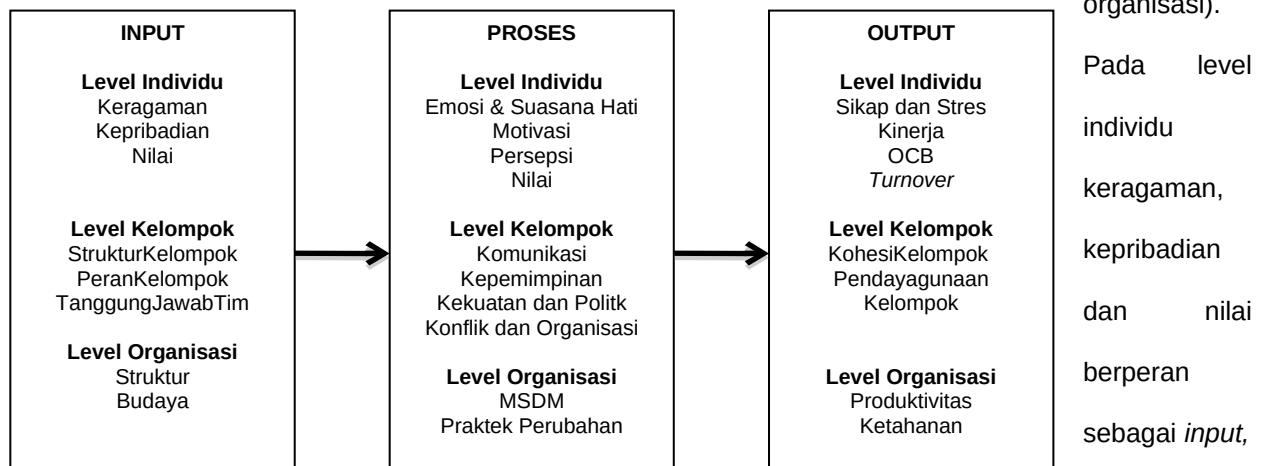 INPUT
Level Individu
Keragaman
Kepribadian
Nilai
Level Kelompok
StrukturKelompok
PeranKelompok
TanggungJawabTim
Level Organisasi
Struktur
Budaya
PROSES
Level Individu
Emosi & Suasana Hati
Motivasi
Persepsi
Nilai
Level Kelompok
Komunikasi
Kepemimpinan
Kekuatan dan Politk
Konflik dan Organisasi
Level Organisasi
MSDM
Praktek Perubahan
OUTPUT
Level Individu
Sikap dan Stres
Kinerja
OCB
Turnover
Level Kelompok
KohesiKelompok
Pendayagunaan
Kelompok
Level Organisasi
Produktivitas
Ketahanan
organisasi).
Pada level
individu
keragaman,
kepribadian
dan nilai
berperan
sebagai input,